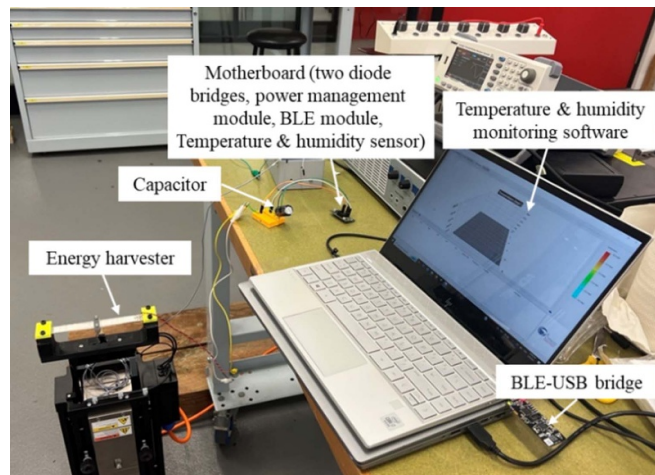 Motherboard (two diode
bridges, power management
module, BLE module,
Temperature & humidity sensor)
Temperature & humidity
monitoring software
Capacitor
Energy harvester
BLE-USB bridge